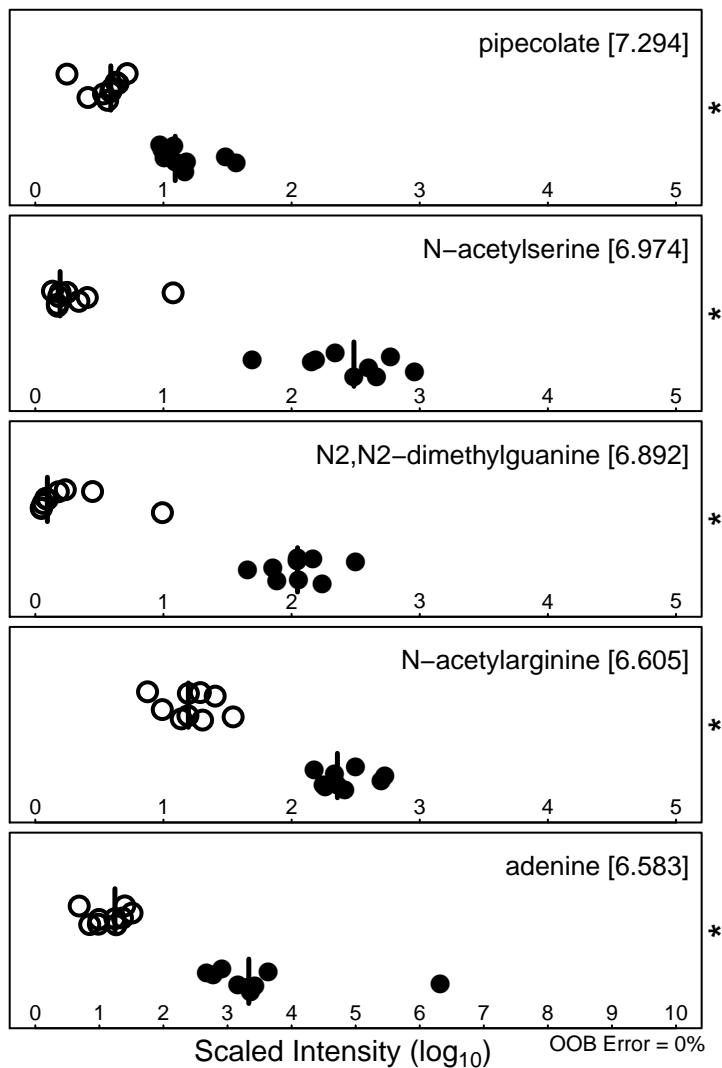 pipecolate [7.294]
*
0 1 2 3 4 5
N−acetylserine [6.974]
*
0 1 2 3 4 5
N2,N2−dimethylguanine [6.892]
*
0 1 2 3 4 5
N−acetylarginine [6.605]
*
0 1 2 3 4 5
adenine [6.583]
*
0 1 2 3 4 5 6 7 8 9 10
Scaled Intensity (log10)
OOB Error = 0%